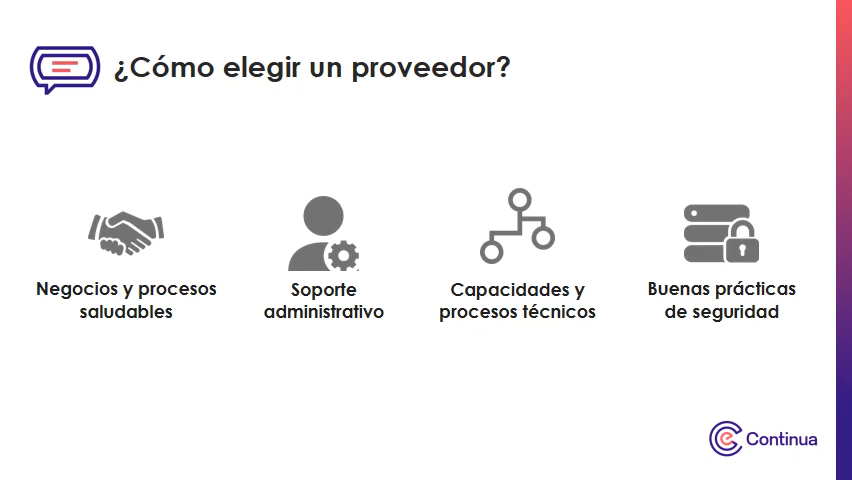 ¿Cómo elegir un proveedor?
Negocios y procesos
saludables
Soporte
administrativo
Capacidades y
procesos técnicos
Buenas prácticas
de seguridad
Continua